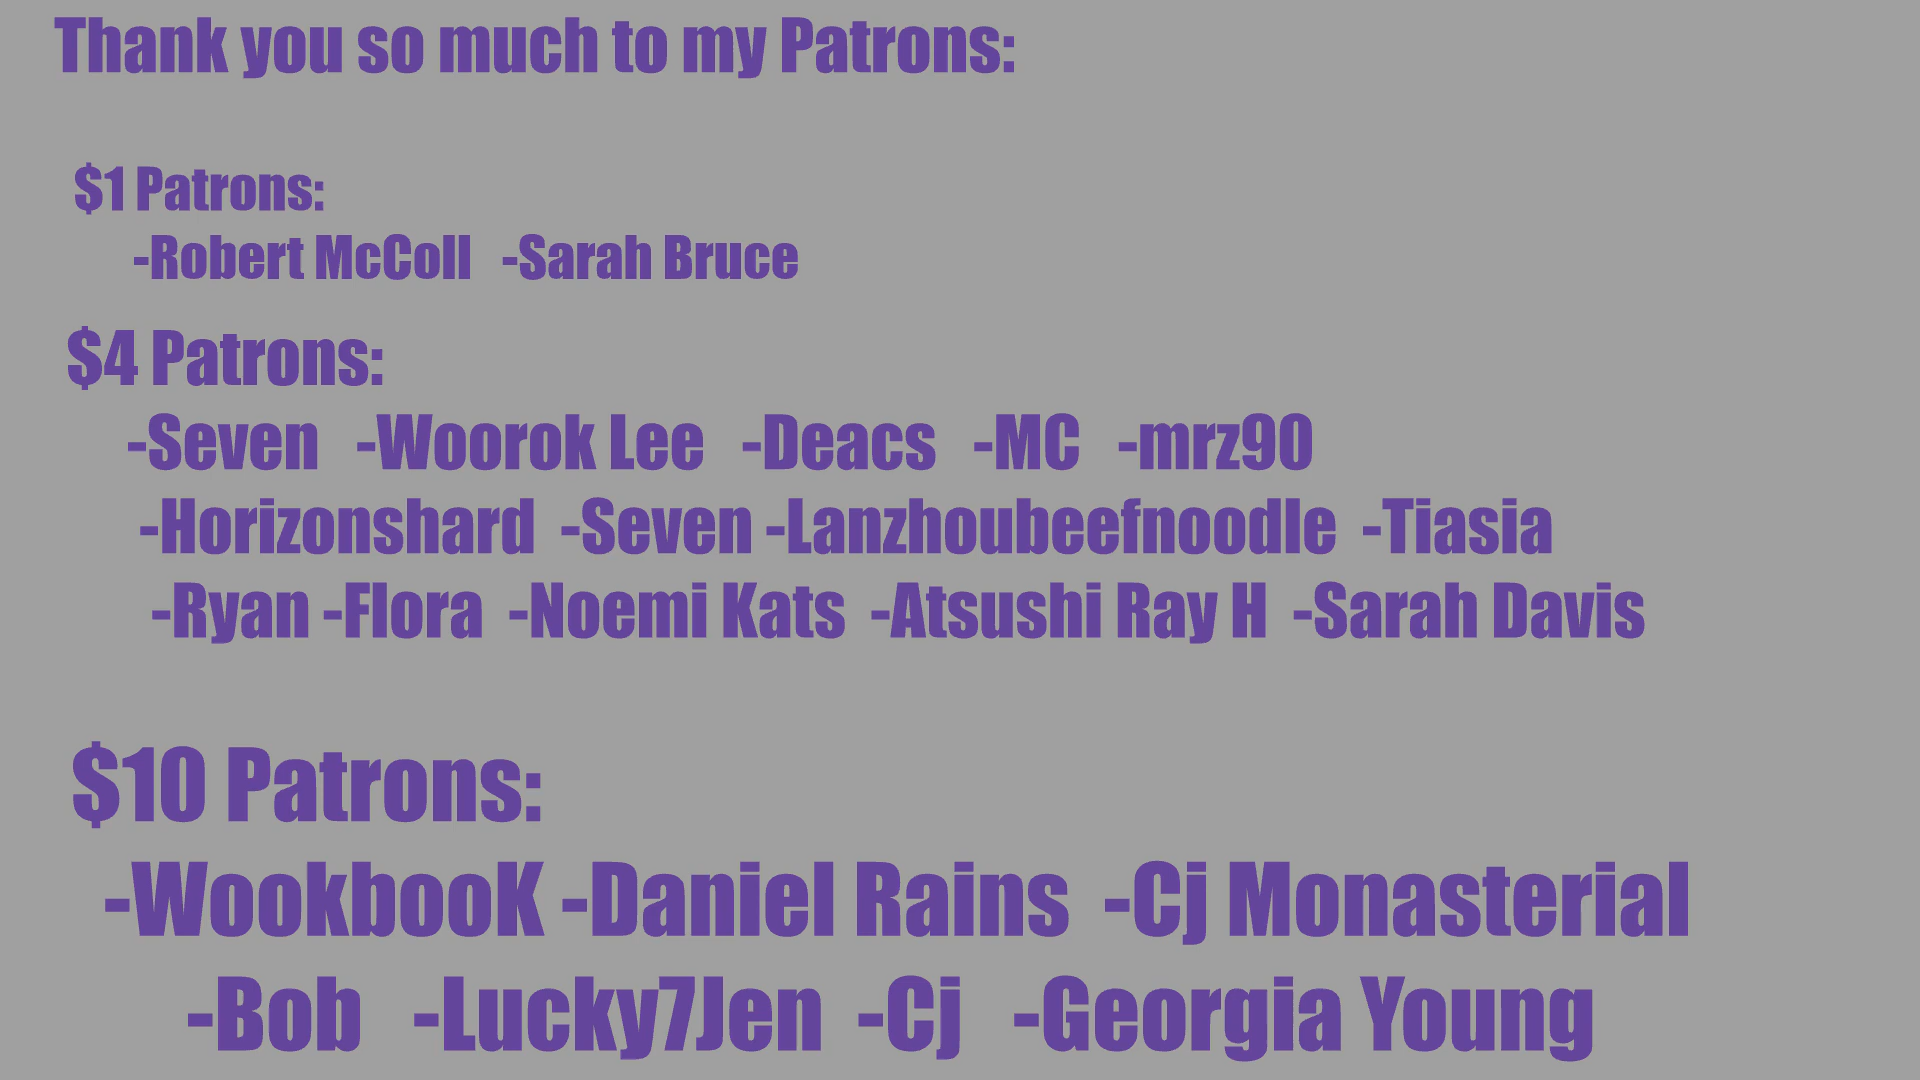 Thank you so much to my Patrons:
$1 Patrons:
-Robert McColl -Sarah Bruce
$4 Patrons:
-Seven -Woorok Lee -Deacs -MC -mrz90
-Horizonshard -Seven -Lanzhoubeefnoodle -Tiasia
-Ryan -Flora -Noemi Kats -Atsushi Ray H -Sarah Davis
$10 Patrons:
-WookbooK -Daniel Rains -Cj Monasterial
-Bob -Lucky7Jen -Cj -Georgia Young